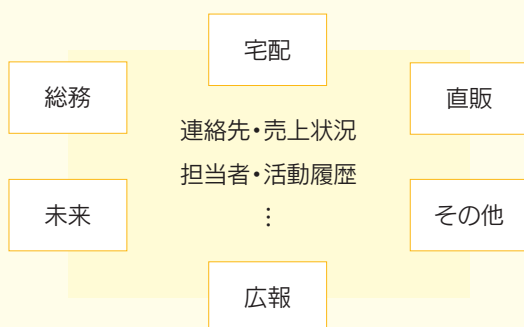 宅配
総務
直販
連絡先・売上状況
担当者・活動履歴
⋮
未来
その他
広報